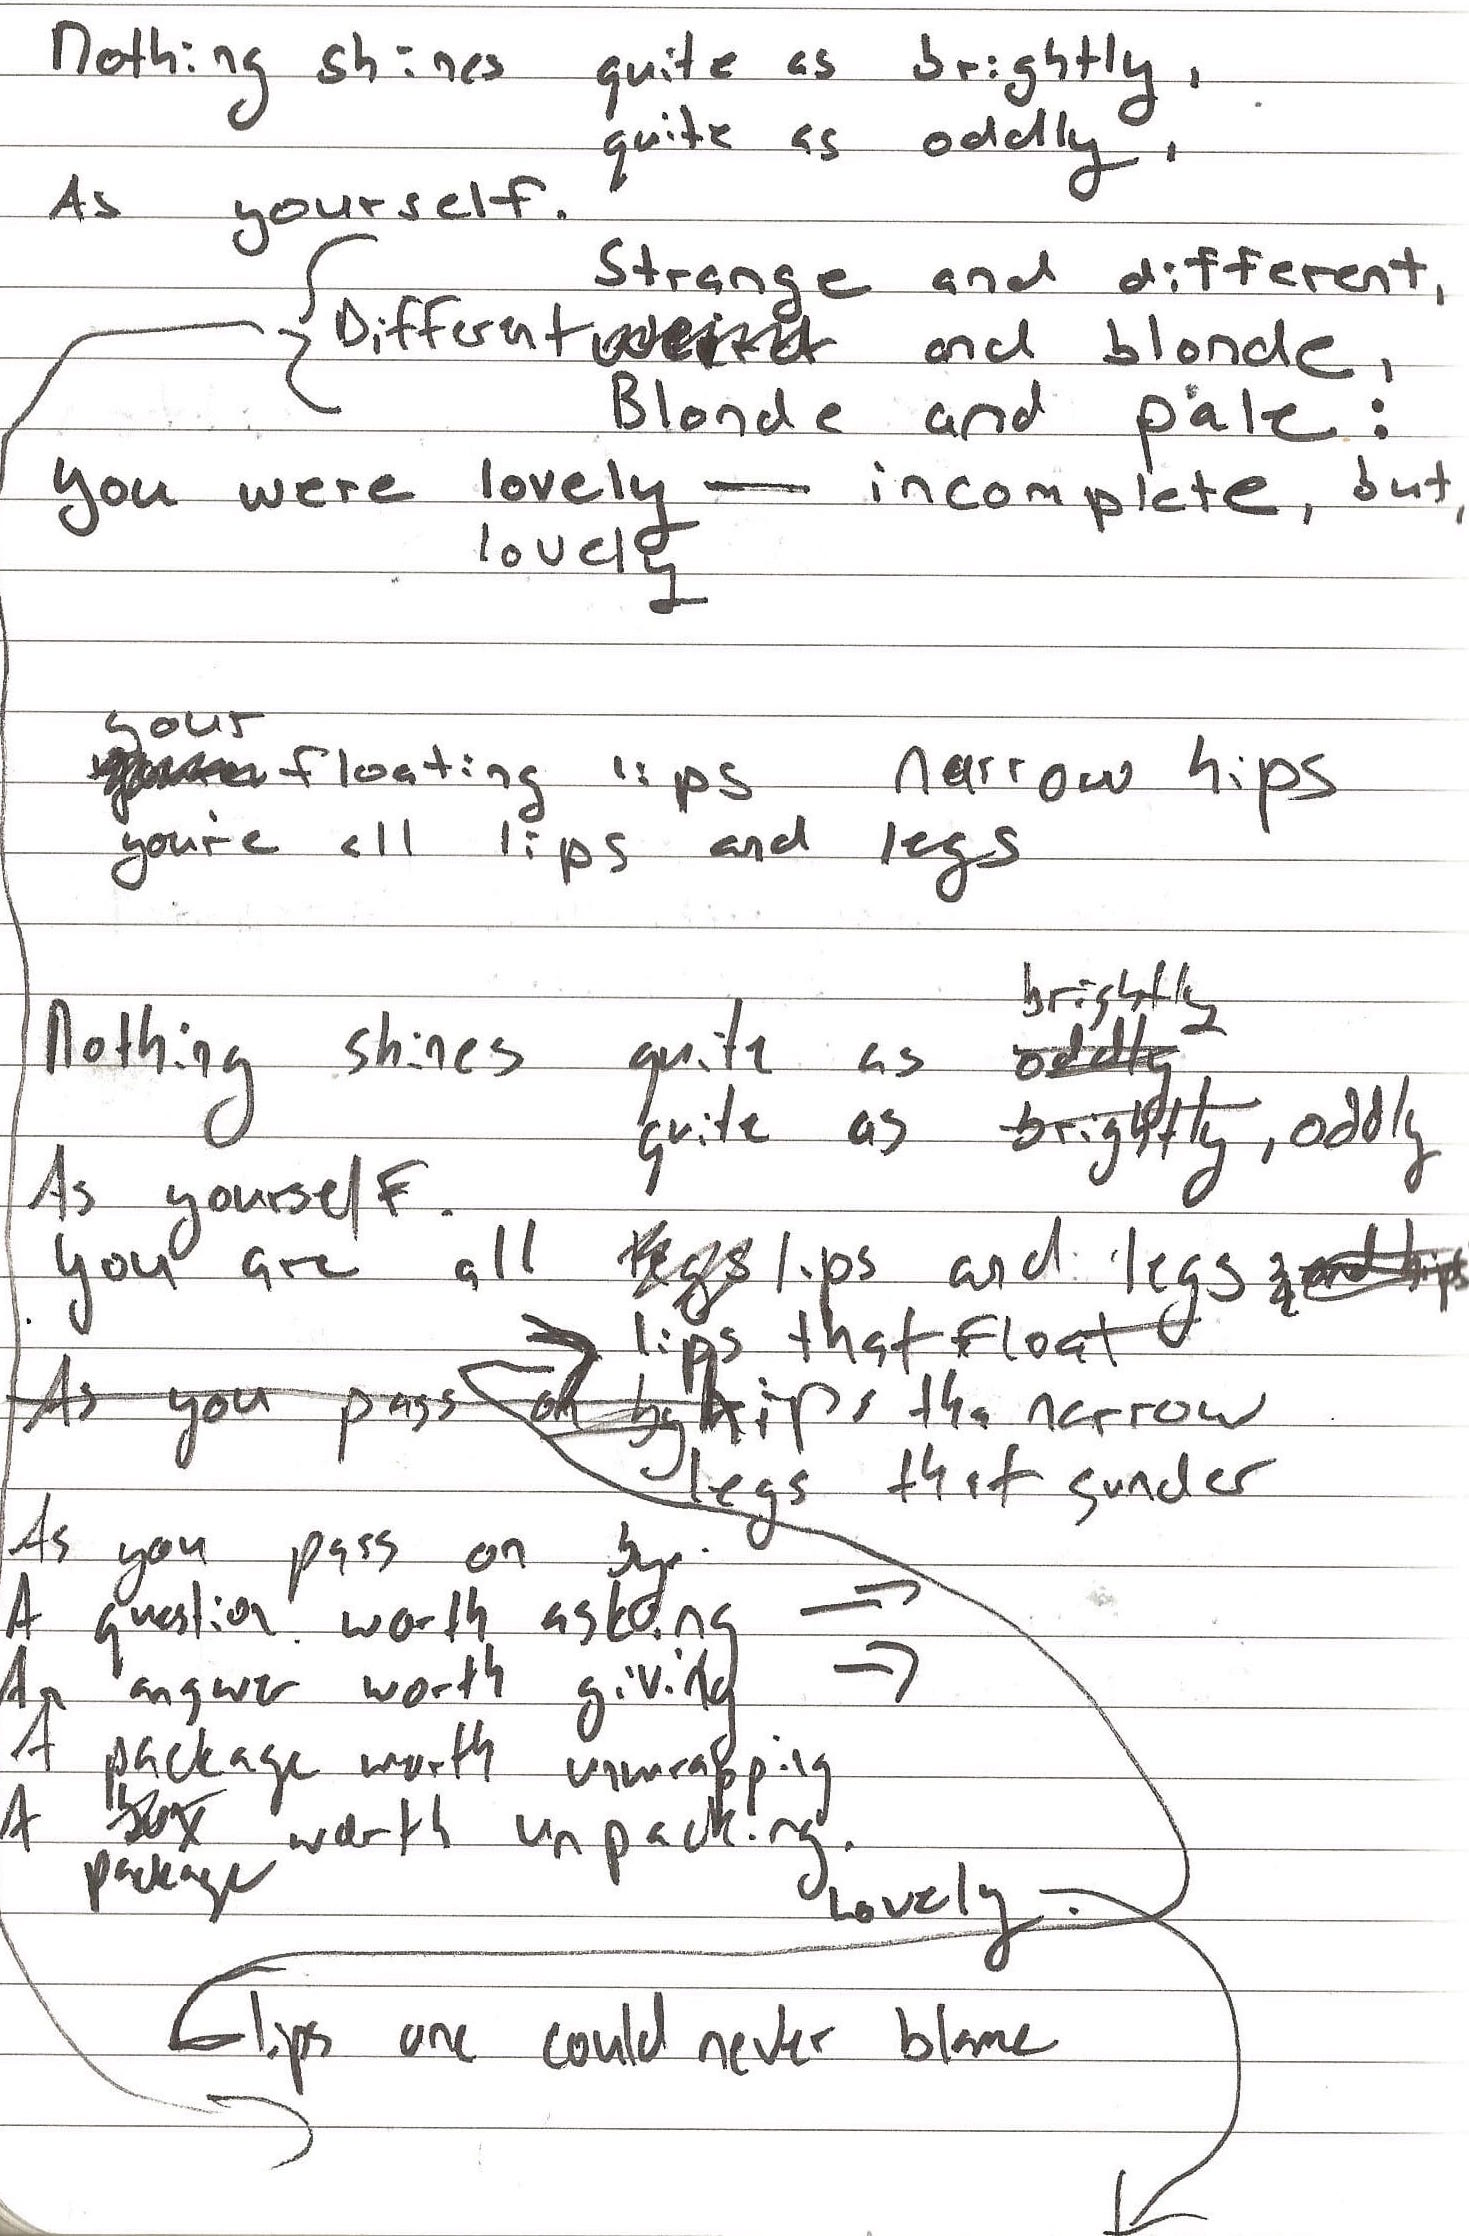 Nothing shines quite as brightly,
quite as oddly,
As yourself.
Strange and different,
Different weird and blonde,
Blonde and pale:
you were lovely — incomplete, but,
lovely
your
floating lips narrow hips
you're all lips and legs
brightly
Nothing shines quite as oddly
quite as brightly, oddly
As yourself.
you are all legs lips and legs and hips
lips that float
As you pass on by hips tha narrow
legs that sunder
As you pass on by.
A question worth asking
An answer worth giving
A package worth unwrapping
A box worth unpacking.
package
Lovely.
lips one could never blame